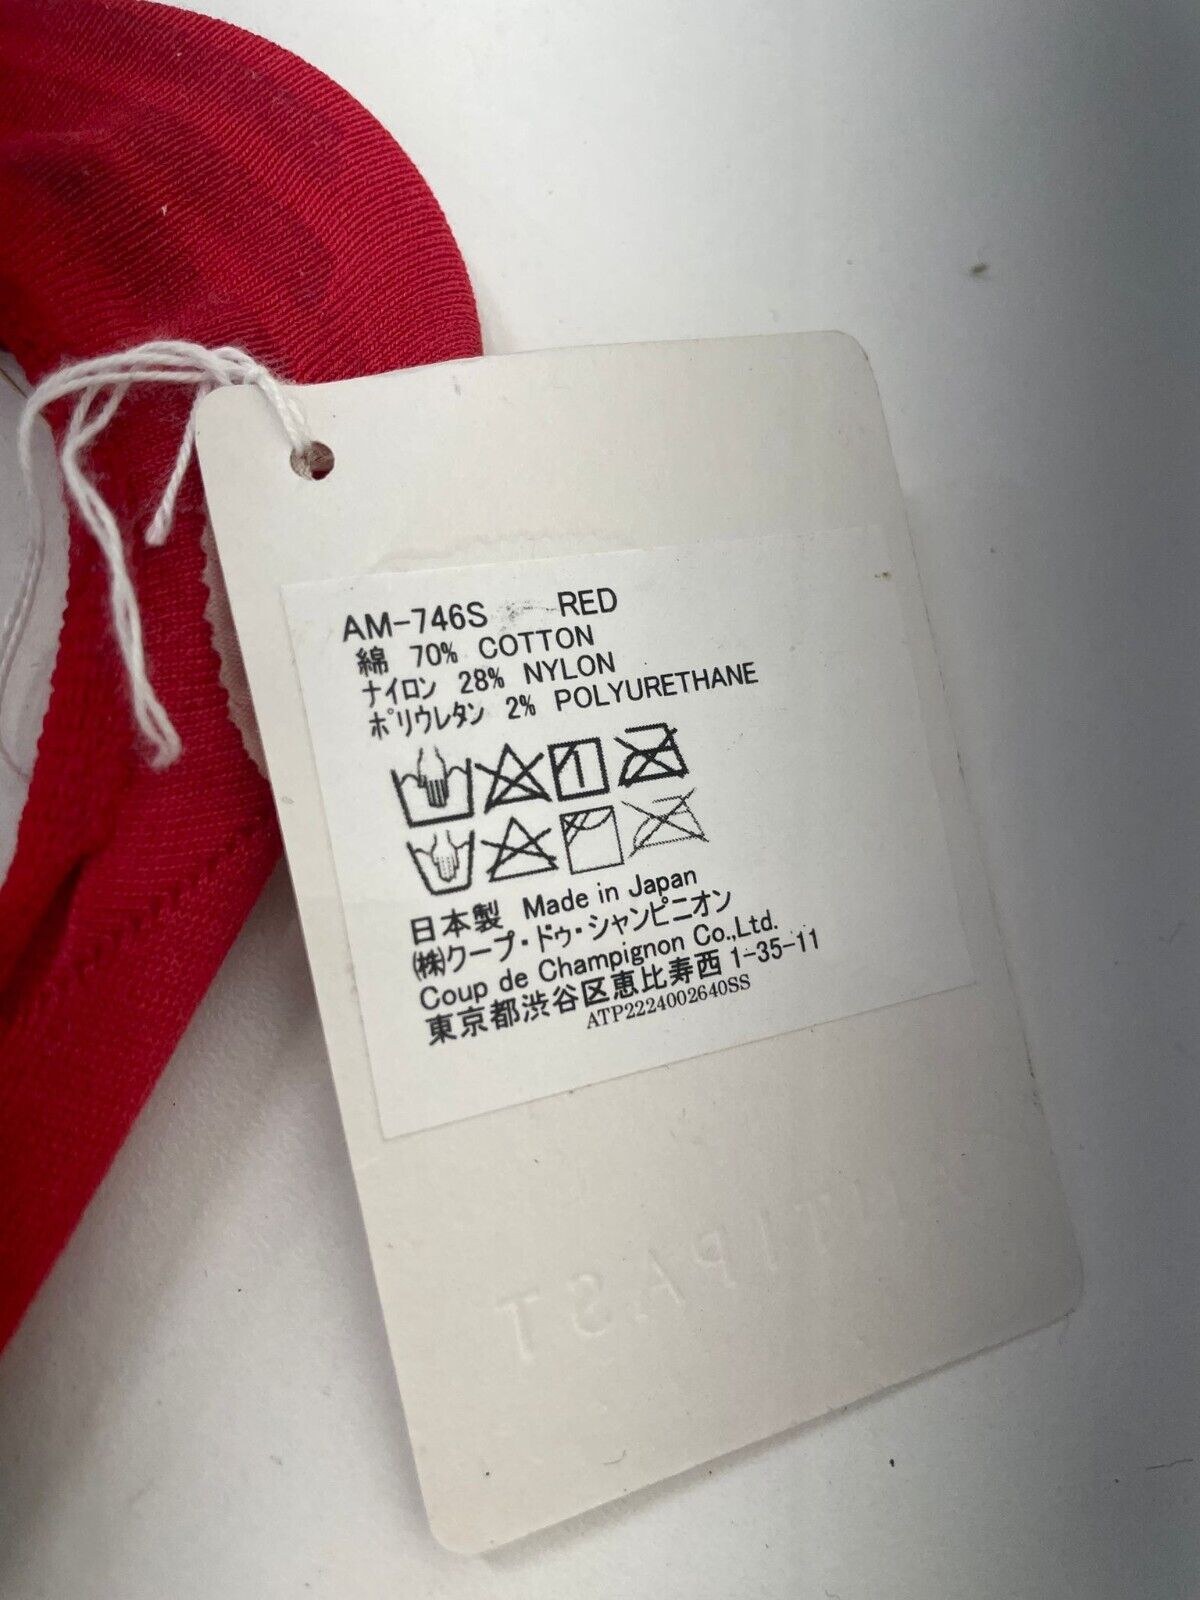 AM-746S RED
綿 70% COTTON
ナイロン 28% NYLON
ポリウレタン 2% POLYURETHANE
日本製 Made in Japan
㈱クープ・ドゥ・シャンピニオン
Coup de Champignon Co.,Ltd.
東京都渋谷区恵比寿西1-35-11
ATP2224002640SS